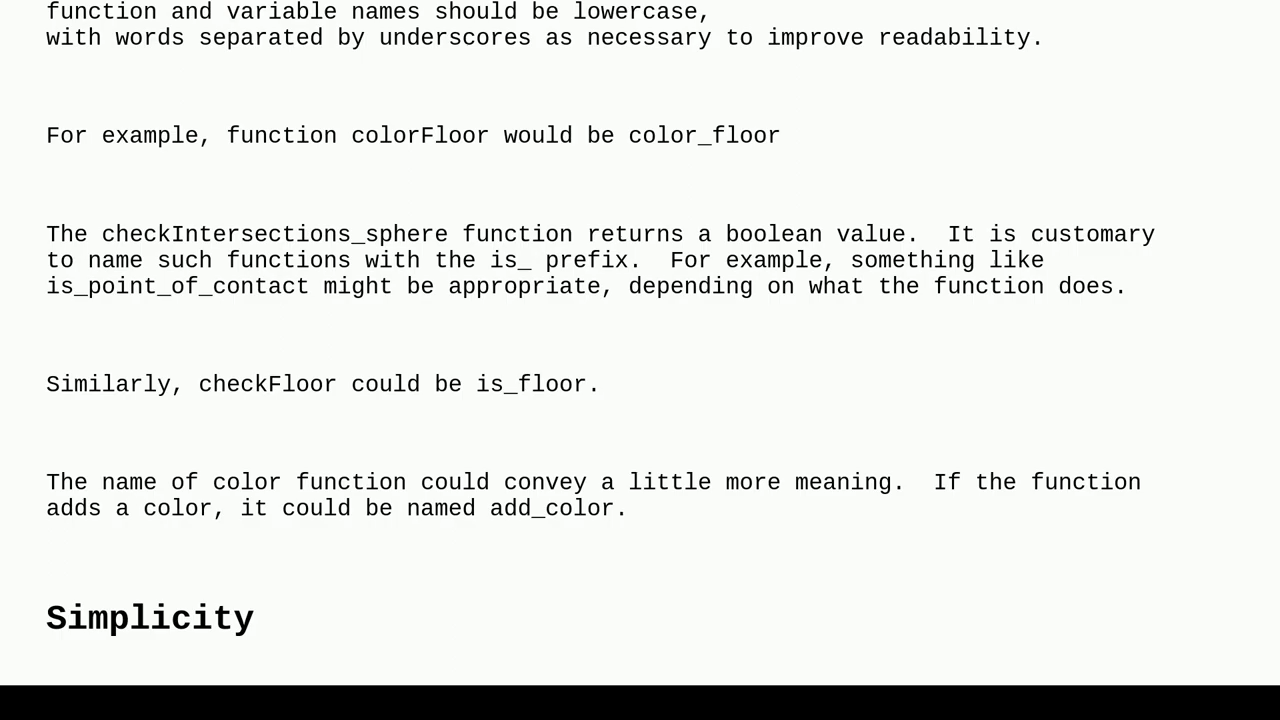 function and variable names should be lowercase,
with words separated by underscores as necessary to improve readability.
For example, function colorFloor would be color_floor
The checkIntersections_sphere function returns a boolean value.  It is customary
to name such functions with the is_ prefix.  For example, something like
is_point_of_contact might be appropriate, depending on what the function does.
Similarly, checkFloor could be is_floor.
The name of color function could convey a little more meaning.  If the function
adds a color, it could be named add_color.
Simplicity